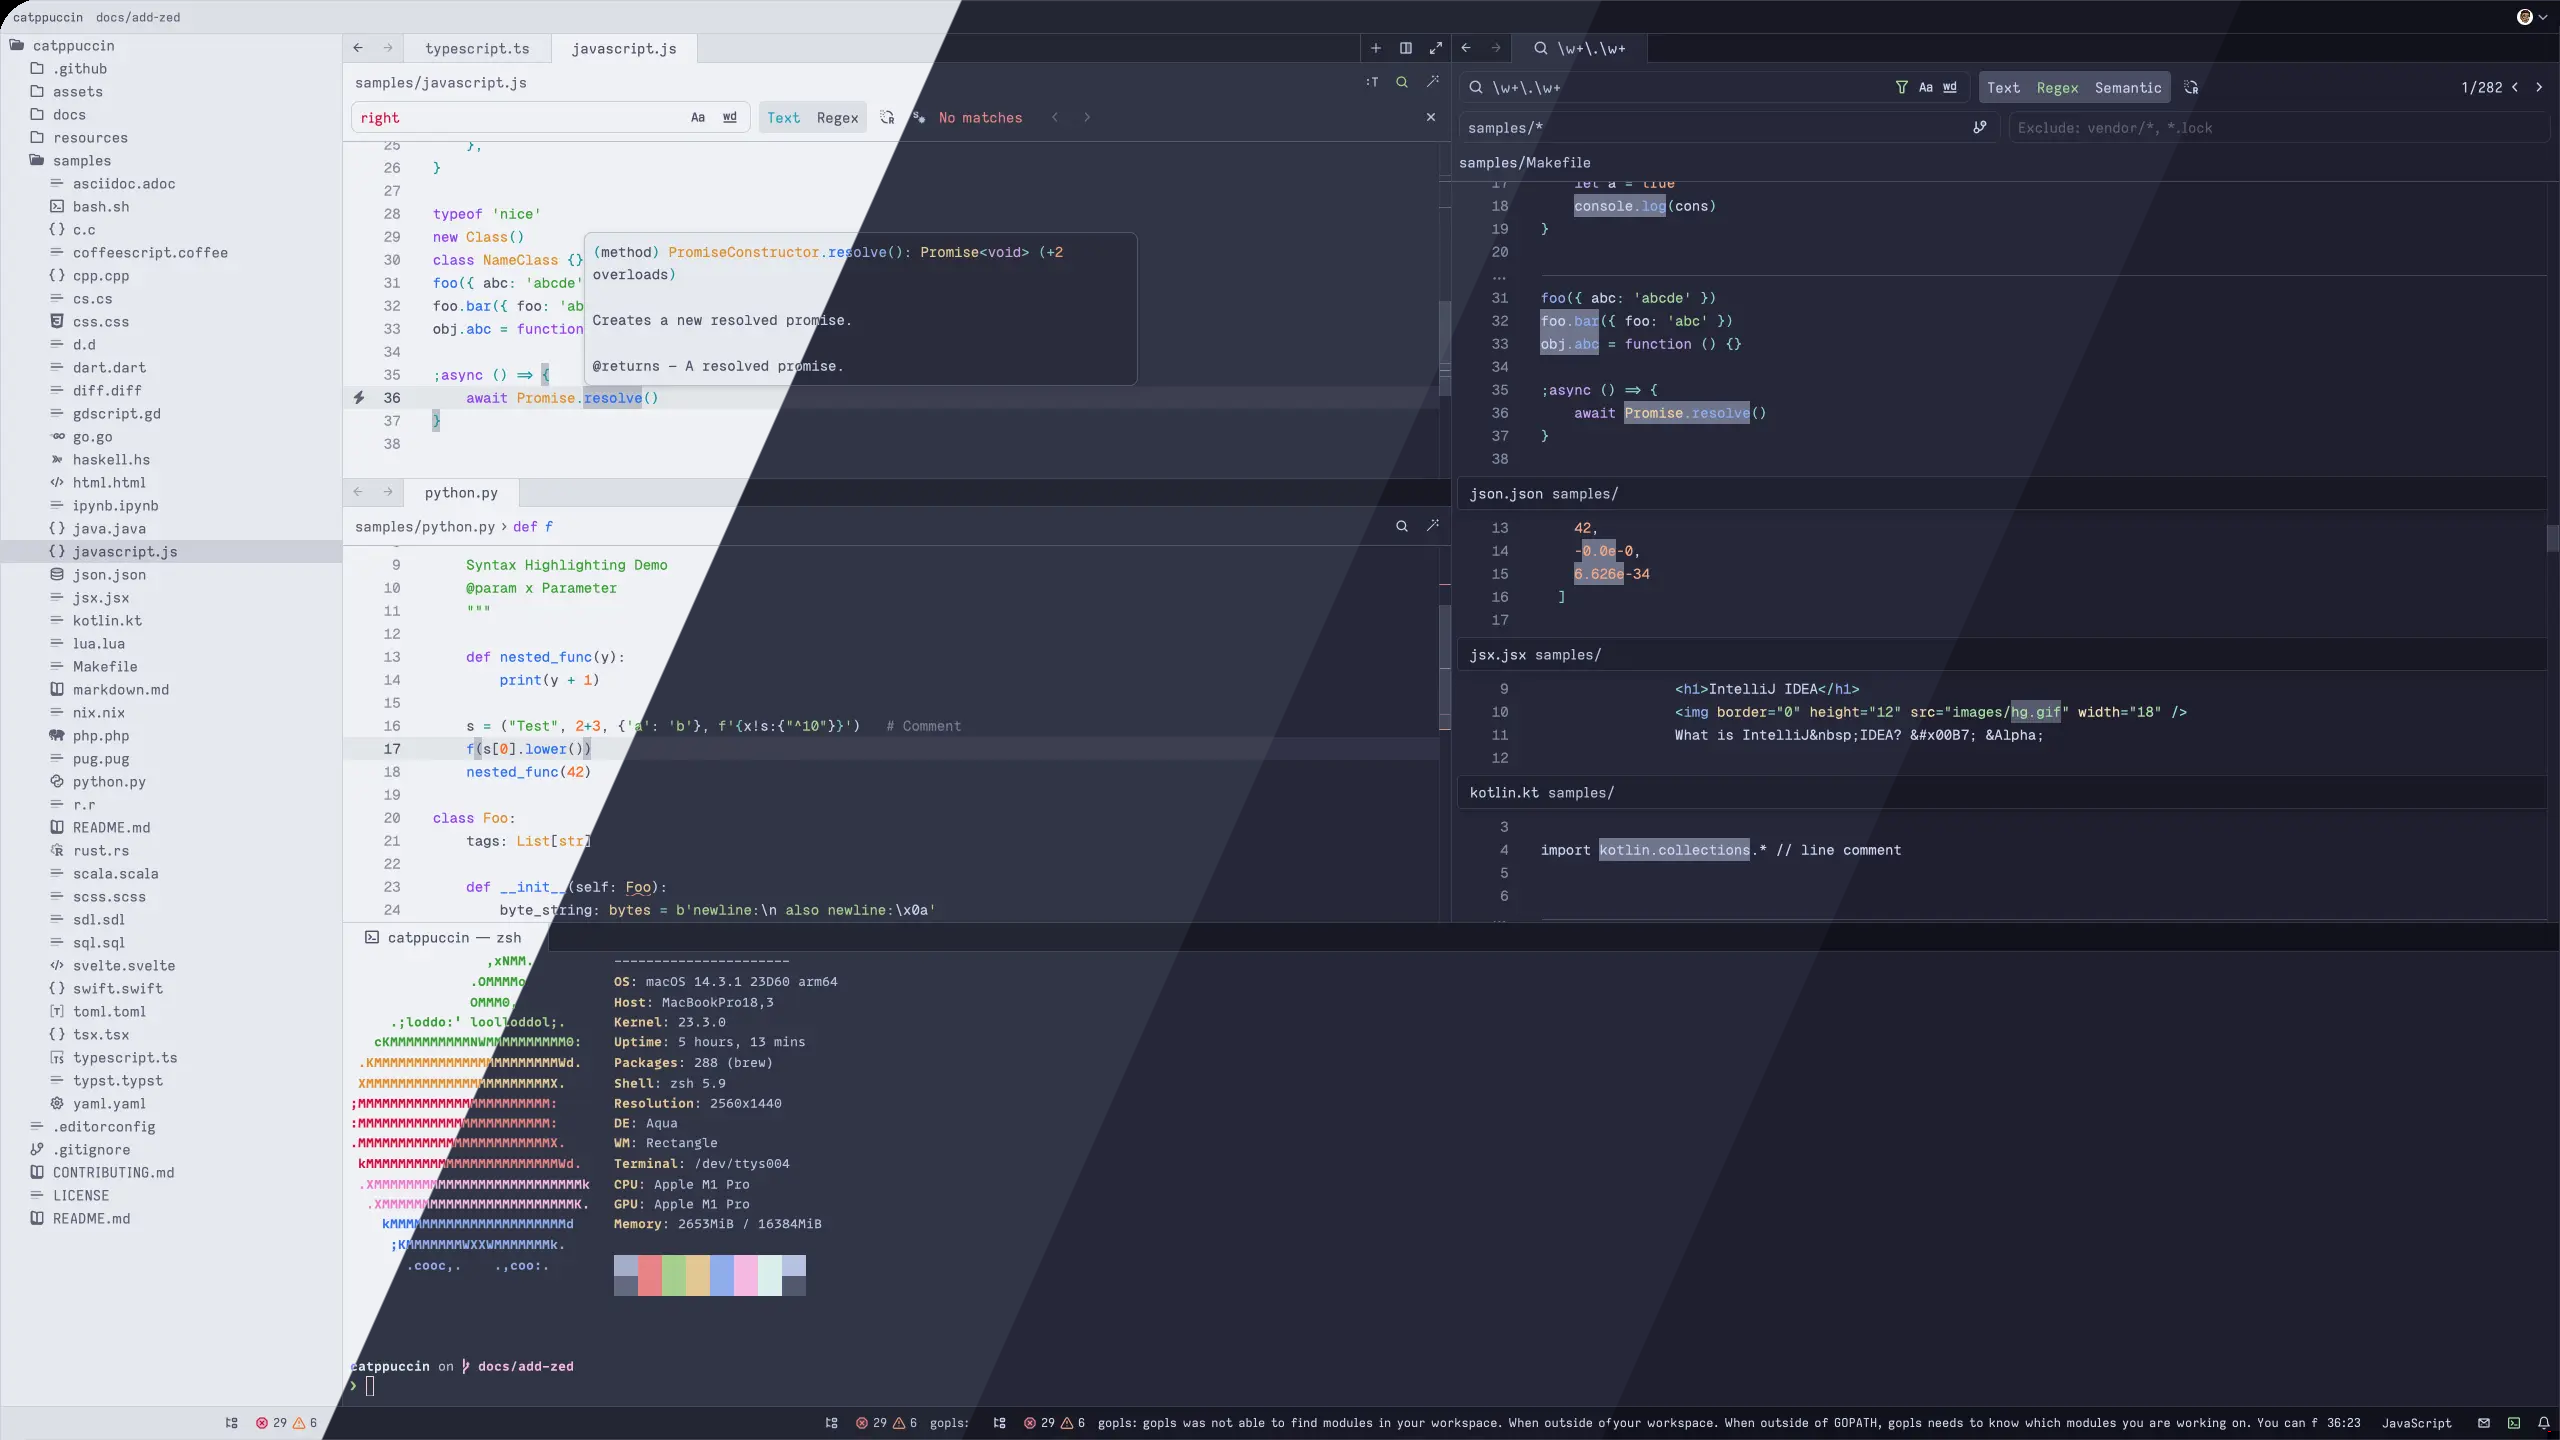 catppuccin docs/add-zed
catppuccin
.github
assets
docs
resources
samples
asciidoc.adoc
bash.sh
c.c
coffeescript.coffee
cpp.cpp
cs.cs
css.css
d.d
dart.dart
diff.diff
gdscript.gd
go.go
haskell.hs
html.html
ipynb.ipynb
java.java
javascript.js
json.json
jsx.jsx
kotlin.kt
lua.lua
Makefile
markdown.md
nix.nix
php.php
pug.pug
python.py
r.r
README.md
rust.rs
scala.scala
scss.scss
sdl.sdl
sql.sql
svelte.svelte
swift.swift
toml.toml
tsx.tsx
typescript.ts
typst.typst
yaml.yaml
.editorconfig
.gitignore
CONTRIBUTING.md
LICENSE
README.md
typescript.ts javascript.js
samples/javascript.js
right Aa wd Text Regex No matches
25 },
26 }
27
28 typeof 'nice'
29 new Class()
30 class NameClass {}
31 foo({ abc: 'abcde'
32 foo.bar({ foo: 'ab
33 obj.abc = function
34
35 ;async () => {
36 await Promise.resolve()
37 }
38
(method) PromiseConstructor.resolve(): Promise<void> (+2
overloads)
Creates a new resolved promise.
@returns — A resolved promise.
python.py
samples/python.py › def f
9 Syntax Highlighting Demo
10 @param x Parameter
11 """
12
13 def nested_func(y):
14 print(y + 1)
15
16 s = ("Test", 2+3, {'a': 'b'}, f'{x!s:{"^10"}}') # Comment
17 f(s[0].lower())
18 nested_func(42)
19
20 class Foo:
21 tags: List[str]
22
23 def __init__(self: Foo):
24 byte_string: bytes = b'newline:\n also newline:\x0a'
\w+\.\w+
\w+\.\w+ Aa wd Text Regex Semantic 1/282
samples/* Exclude: vendor/*, *.lock
samples/Makefile
17 let a = true
18 console.log(cons)
19 }
20
...
31 foo({ abc: 'abcde' })
32 foo.bar({ foo: 'abc' })
33 obj.abc = function () {}
34
35 ;async () => {
36 await Promise.resolve()
37 }
38
json.json samples/
13 42,
14 -0.0e-0,
15 6.626e-34
16 ]
17
jsx.jsx samples/
9 <h1>IntelliJ IDEA</h1>
10 <img border="0" height="12" src="images/hg.gif" width="18" />
11 What is IntelliJ&nbsp;IDEA? &#x00B7; &Alpha;
12
kotlin.kt samples/
3
4 import kotlin.collections.* // line comment
5
6
catppuccin — zsh
,xNMM. ----------------------
.OMMMMo OS: macOS 14.3.1 23D60 arm64
OMMM0, Host: MacBookPro18,3
.;loddo:' loolloddol;. Kernel: 23.3.0
cKMMMMMMMMMMNWMMMMMMMMMM0: Uptime: 5 hours, 13 mins
.KMMMMMMMMMMMMMMMMMMMMMMMWd. Packages: 288 (brew)
XMMMMMMMMMMMMMMMMMMMMMMMX. Shell: zsh 5.9
;MMMMMMMMMMMMMMMMMMMMMMMM: Resolution: 2560x1440
:MMMMMMMMMMMMMMMMMMMMMMMM: DE: Aqua
.MMMMMMMMMMMMMMMMMMMMMMMMX. WM: Rectangle
kMMMMMMMMMMMMMMMMMMMMMMMMWd. Terminal: /dev/ttys004
.XMMMMMMMMMMMMMMMMMMMMMMMMMMk CPU: Apple M1 Pro
.XMMMMMMMMMMMMMMMMMMMMMMMMK. GPU: Apple M1 Pro
kMMMMMMMMMMMMMMMMMMMMMMd Memory: 2653MiB / 16384MiB
;KMMMMMMMWXXWMMMMMMMk.
.cooc,. .,coo:.
catppuccin on docs/add-zed
❯
29 6 29 6 gopls: 29 6 gopls: gopls was not able to find modules in your workspace. When outside of your workspace. When outside of GOPATH, gopls needs to know which modules you are working on. You can f 36:23 JavaScript